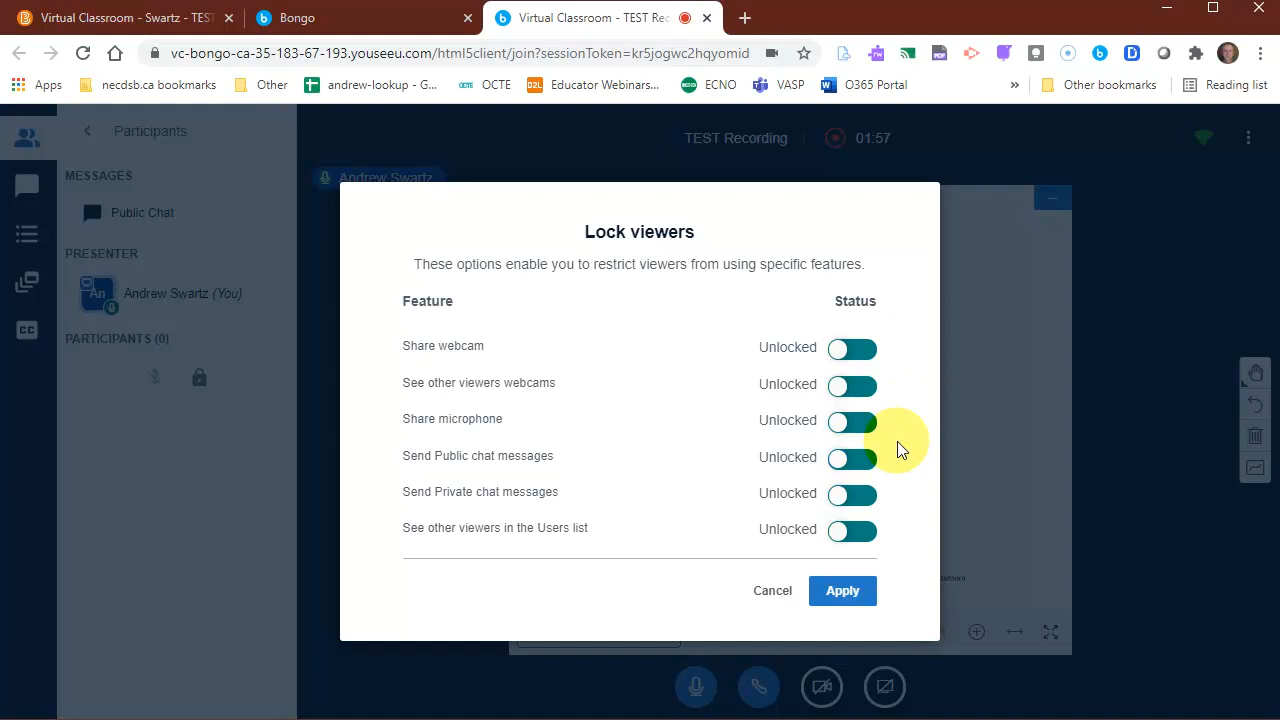 Virtual Classroom - Swartz - TEST
Bongo
Virtual Classroom - TEST Rec
vc-bongo-ca-35-183-67-193.youseeu.com/html5client/join?sessionToken=kr5jogwc2hqyqmid
Apps
necdsb.ca bookmarks
Other
andrew-lookup - G...
OCTE
Educator Webinars...
ECNO
VASP
O365 Portal
»
Other bookmarks
Reading list
Participants
TEST Recording
01:57
MESSAGES
Andrew Swartz
Public Chat
PRESENTER
An
Andrew Swartz (You)
PARTICIPANTS (0)
CC
Lock viewers
These options enable you to restrict viewers from using specific features.
Feature Status
Share webcam Unlocked
See other viewers webcams Unlocked
Share microphone Unlocked
Send Public chat messages Unlocked
Send Private chat messages Unlocked
See other viewers in the Users list Unlocked
Cancel Apply